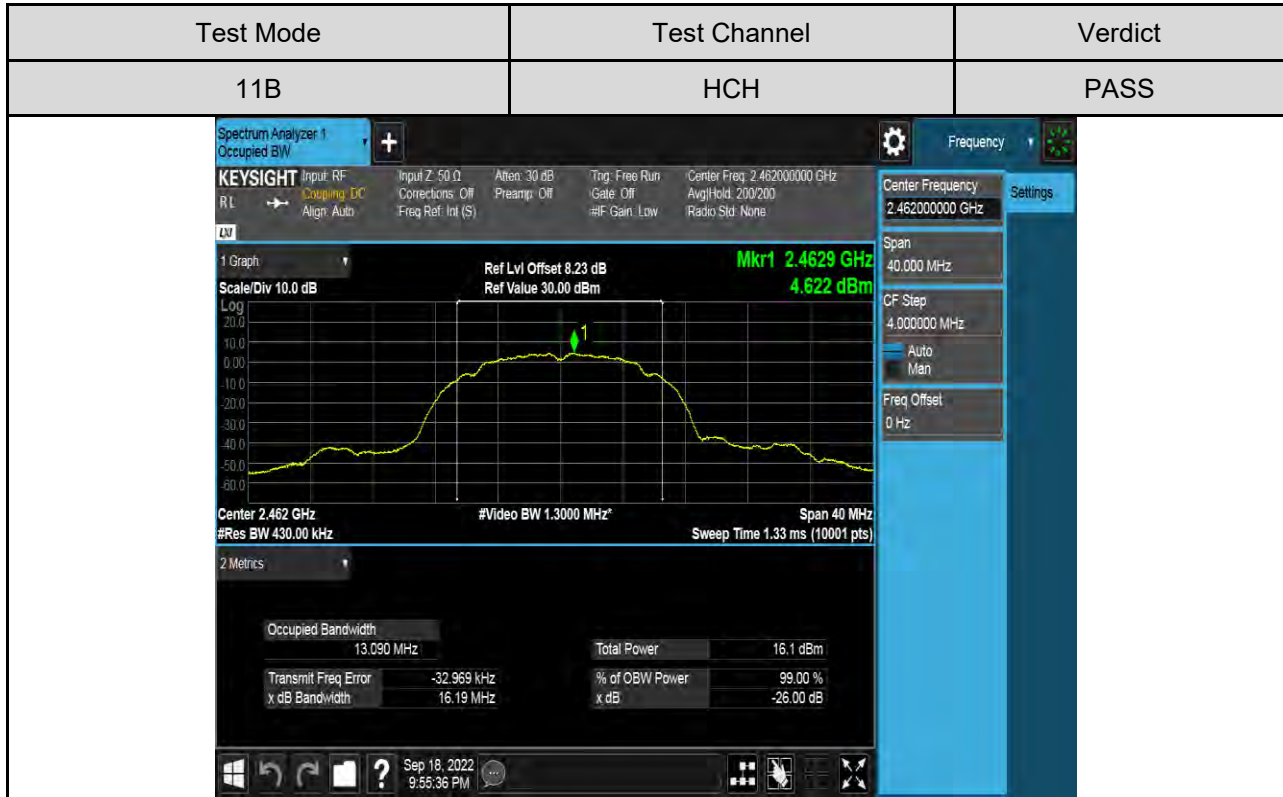 Test Mode Test Channel Verdict
11B HCH PASS
Spectrum Analyzer 1
Occupied BW
+
Frequency
KEYSIGHT Input: RF Input Z: 50 Ω Atten: 30 dB Trig: Free Run Center Freq: 2.462000000 GHz
RL Coupling: DC Corrections: Off Preamp: Off Gate: Off Avg|Hold: 200/200
Align: Auto Freq Ref: Int (S) #IF Gain: Low Radio Std: None
LXI
Center Frequency
2.462000000 GHz
Settings
Span
40.000 MHz
CF Step
4.000000 MHz
Auto
Man
Freq Offset
0 Hz
1 Graph
Scale/Div 10.0 dB
Ref Lvl Offset 8.23 dB
Ref Value 30.00 dBm
Mkr1 2.4629 GHz
4.622 dBm
Log
20.0
10.0
0.00
-10.0
-20.0
-30.0
-40.0
-50.0
-60.0
1
Center 2.462 GHz #Video BW 1.3000 MHz* Span 40 MHz
#Res BW 430.00 kHz Sweep Time 1.33 ms (10001 pts)
2 Metrics
Occupied Bandwidth
13.090 MHz
Total Power 16.1 dBm
Transmit Freq Error -32.969 kHz % of OBW Power 99.00 %
x dB Bandwidth 16.19 MHz x dB -26.00 dB
?
Sep 18, 2022
9:55:36 PM